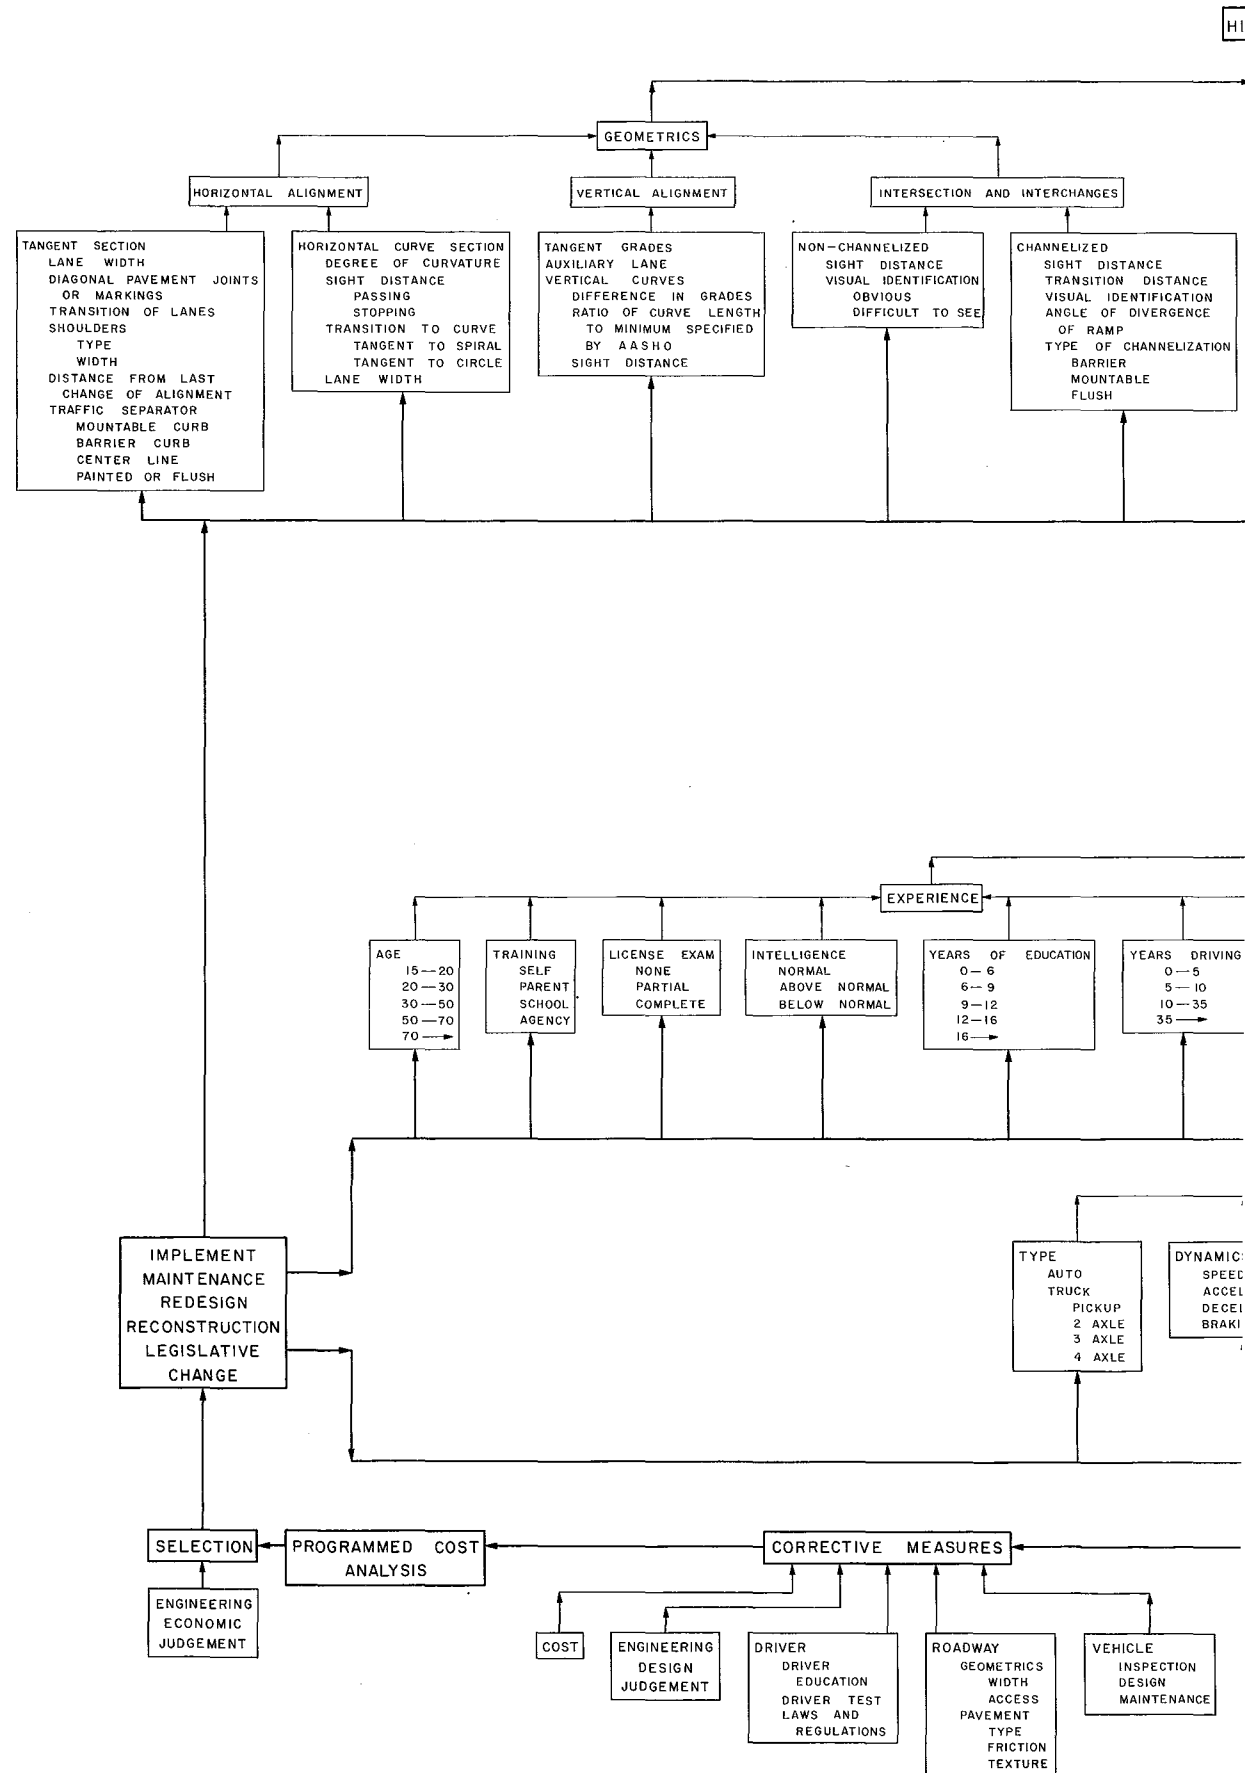 HI
GEOMETRICS
HORIZONTAL ALIGNMENT
VERTICAL ALIGNMENT
INTERSECTION AND INTERCHANGES
TANGENT SECTION
LANE WIDTH
DIAGONAL PAVEMENT JOINTS
OR MARKINGS
TRANSITION OF LANES
SHOULDERS
TYPE
WIDTH
DISTANCE FROM LAST
CHANGE OF ALIGNMENT
TRAFFIC SEPARATOR
MOUNTABLE CURB
BARRIER CURB
CENTER LINE
PAINTED OR FLUSH
HORIZONTAL CURVE SECTION
DEGREE OF CURVATURE
SIGHT DISTANCE
PASSING
STOPPING
TRANSITION TO CURVE
TANGENT TO SPIRAL
TANGENT TO CIRCLE
LANE WIDTH
TANGENT GRADES
AUXILIARY LANE
VERTICAL CURVES
DIFFERENCE IN GRADES
RATIO OF CURVE LENGTH
TO MINIMUM SPECIFIED
BY AASHO
SIGHT DISTANCE
NON-CHANNELIZED
SIGHT DISTANCE
VISUAL IDENTIFICATION
OBVIOUS
DIFFICULT TO SEE
CHANNELIZED
SIGHT DISTANCE
TRANSITION DISTANCE
VISUAL IDENTIFICATION
ANGLE OF DIVERGENCE
OF RAMP
TYPE OF CHANNELIZATION
BARRIER
MOUNTABLE
FLUSH
EXPERIENCE
AGE
15—20
20—30
30—50
50—70
70 →
TRAINING
SELF
PARENT
SCHOOL
AGENCY
LICENSE EXAM
NONE
PARTIAL
COMPLETE
INTELLIGENCE
NORMAL
ABOVE NORMAL
BELOW NORMAL
YEARS OF EDUCATION
0—6
6—9
9—12
12—16
16 →
YEARS DRIVING
0—5
5—10
10—35
35 →
IMPLEMENT
MAINTENANCE
REDESIGN
RECONSTRUCTION
LEGISLATIVE
CHANGE
TYPE
AUTO
TRUCK
PICKUP
2 AXLE
3 AXLE
4 AXLE
DYNAMIC
SPEED
ACCEL
DECEL
BRAKI
SELECTION
PROGRAMMED COST
ANALYSIS
CORRECTIVE MEASURES
ENGINEERING
ECONOMIC
JUDGEMENT
COST
ENGINEERING
DESIGN
JUDGEMENT
DRIVER
DRIVER
EDUCATION
DRIVER TEST
LAWS AND
REGULATIONS
ROADWAY
GEOMETRICS
WIDTH
ACCESS
PAVEMENT
TYPE
FRICTION
TEXTURE
VEHICLE
INSPECTION
DESIGN
MAINTENANCE